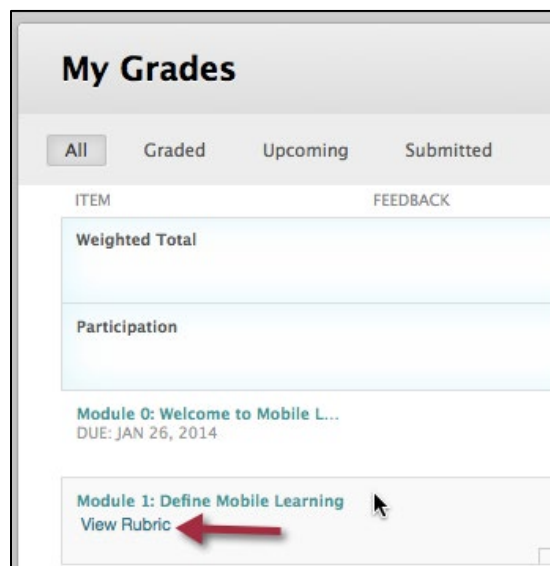 My Grades
All Graded Upcoming Submitted
ITEM FEEDBACK
Weighted Total
Participation
Module 0: Welcome to Mobile L...
DUE: JAN 26, 2014
Module 1: Define Mobile Learning
View Rubric